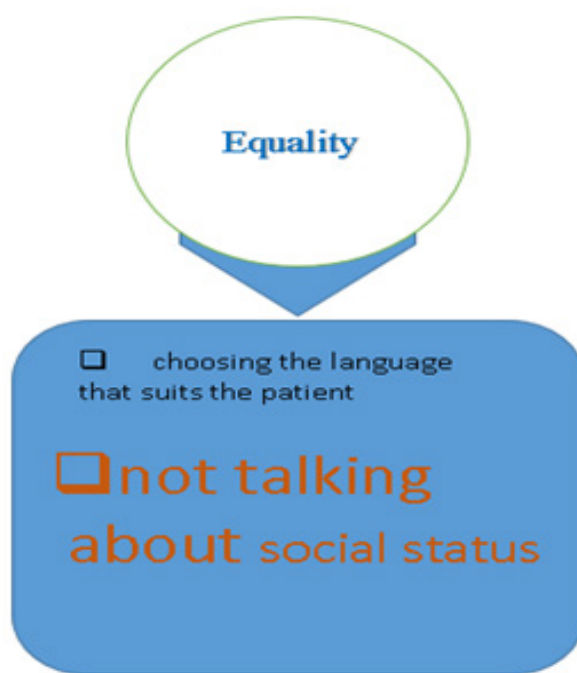 Equality
❑ choosing the language
that suits the patient
❑not talking
about social status